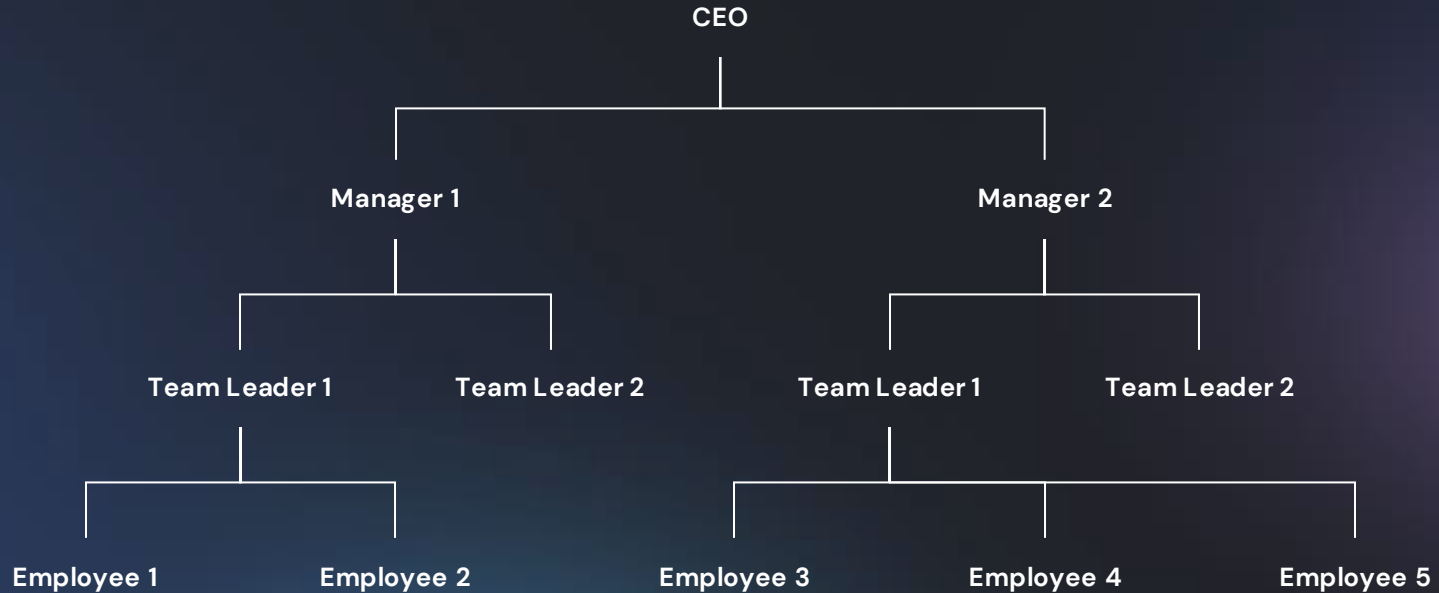 CEO
Manager 1
Manager 2
Team Leader 1
Team Leader 2
Team Leader 1
Team Leader 2
Employee 1
Employee 2
Employee 3
Employee 4
Employee 5